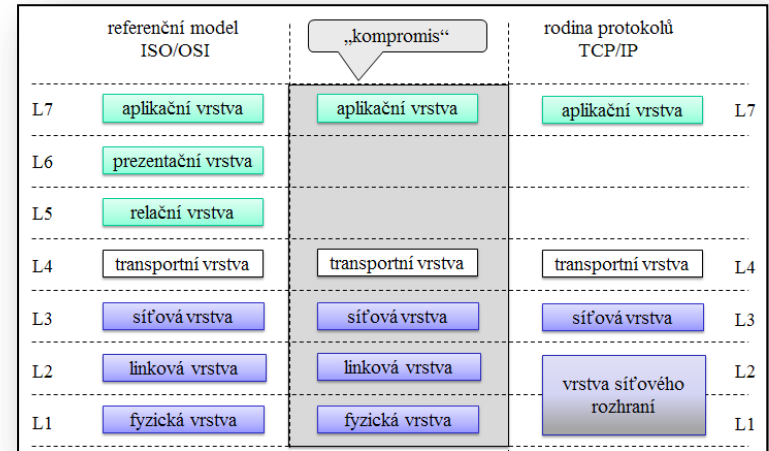 referenční model
ISO/OSI
„kompromis“
rodina protokolů
TCP/IP
L7 aplikační vrstva aplikační vrstva aplikační vrstva L7
L6 prezentační vrstva
L5 relační vrstva
L4 transportní vrstva transportní vrstva transportní vrstva L4
L3 síťová vrstva síťová vrstva síťová vrstva L3
L2 linková vrstva linková vrstva L2
vrstva síťového
rozhraní
L1 fyzická vrstva fyzická vrstva L1